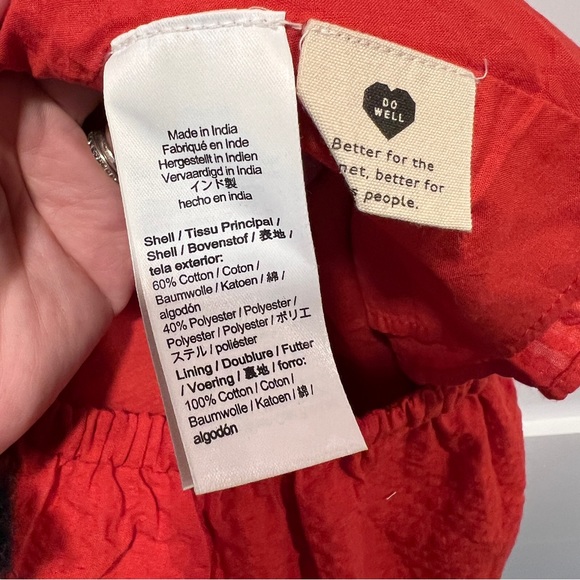 Made in India
Fabriqué en Inde
Hergestellt in Indien
Vervaardigd in India
インド製
hecho en india
Shell / Tissu Principal /
Shell / Bovenstof / 表地 /
tela exterior:
60% Cotton / Coton /
Baumwolle / Katoen / 綿 /
algodón
40% Polyester / Polyester /
Polyester / Polyester / ポリエ
ステル / poliéster
Lining / Doublure / Futter
/ Voering / 裏地 / forro:
100% Cotton / Coton /
Baumwolle / Katoen / 綿 /
algodón
DO
WELL
Better for the
net, better for
s people.